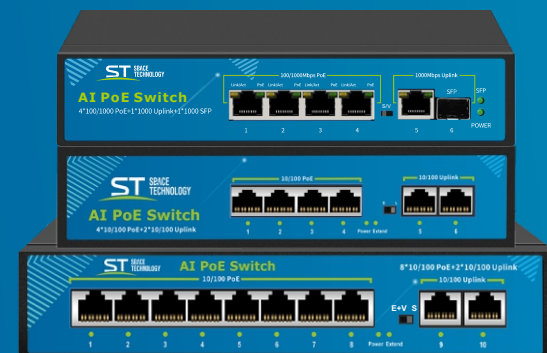 ST SPACE TECHNOLOGY
AI PoE Switch
4*100/1000 PoE+1*1000 Uplink+1*1000 SFP
100/1000Mbps PoE
1000Mbps Uplink
Link/Act PoE Link/Act PoE Link/Act PoE Link/Act PoE
SFP
SFP
S/V
POWER
1 2 3 4 5 6
ST SPACE TECHNOLOGY
AI PoE Switch
4*10/100 PoE+2*10/100 Uplink
10/100 PoE
10/100 Uplink
1 2 3 4 Power Extend 5 6
ST SPACE TECHNOLOGY
AI PoE Switch
8*10/100 PoE+2*10/100 Uplink
10/100 PoE
10/100 Uplink
E+V S
1 2 3 4 5 6 7 8 Power Extend 9 10